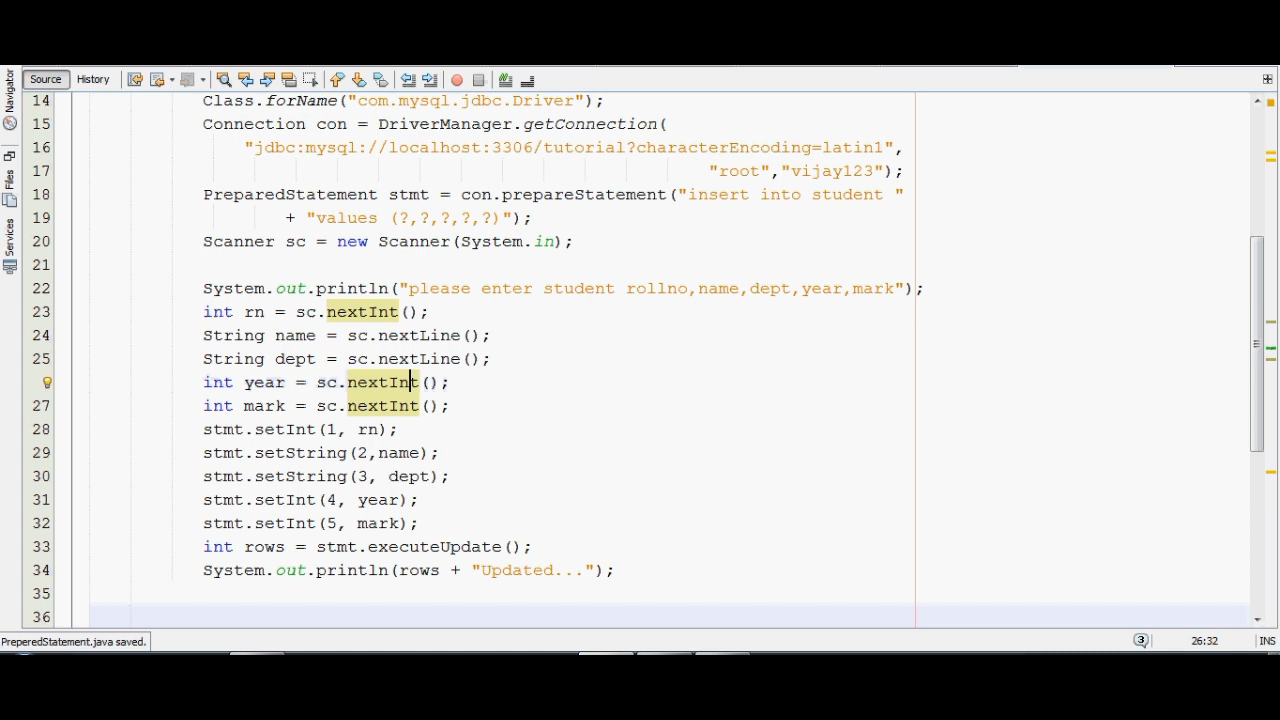 Source History
Navigator
Files
Services
14 Class.forName("com.mysql.jdbc.Driver");
15 Connection con = DriverManager.getConnection(
16 "jdbc:mysql://localhost:3306/tutorial?characterEncoding=latin1",
17 "root","vijay123");
18 PreparedStatement stmt = con.prepareStatement("insert into student "
19 + "values (?,?,?,?,?)");
20 Scanner sc = new Scanner(System.in);
21
22 System.out.println("please enter student rollno,name,dept,year,mark");
23 int rn = sc.nextInt();
24 String name = sc.nextLine();
25 String dept = sc.nextLine();
int year = sc.nextInt();
27 int mark = sc.nextInt();
28 stmt.setInt(1, rn);
29 stmt.setString(2,name);
30 stmt.setString(3, dept);
31 stmt.setInt(4, year);
32 stmt.setInt(5, mark);
33 int rows = stmt.executeUpdate();
34 System.out.println(rows + "Updated...");
35
36
PreperedStatement.java saved. 3 26:32 INS